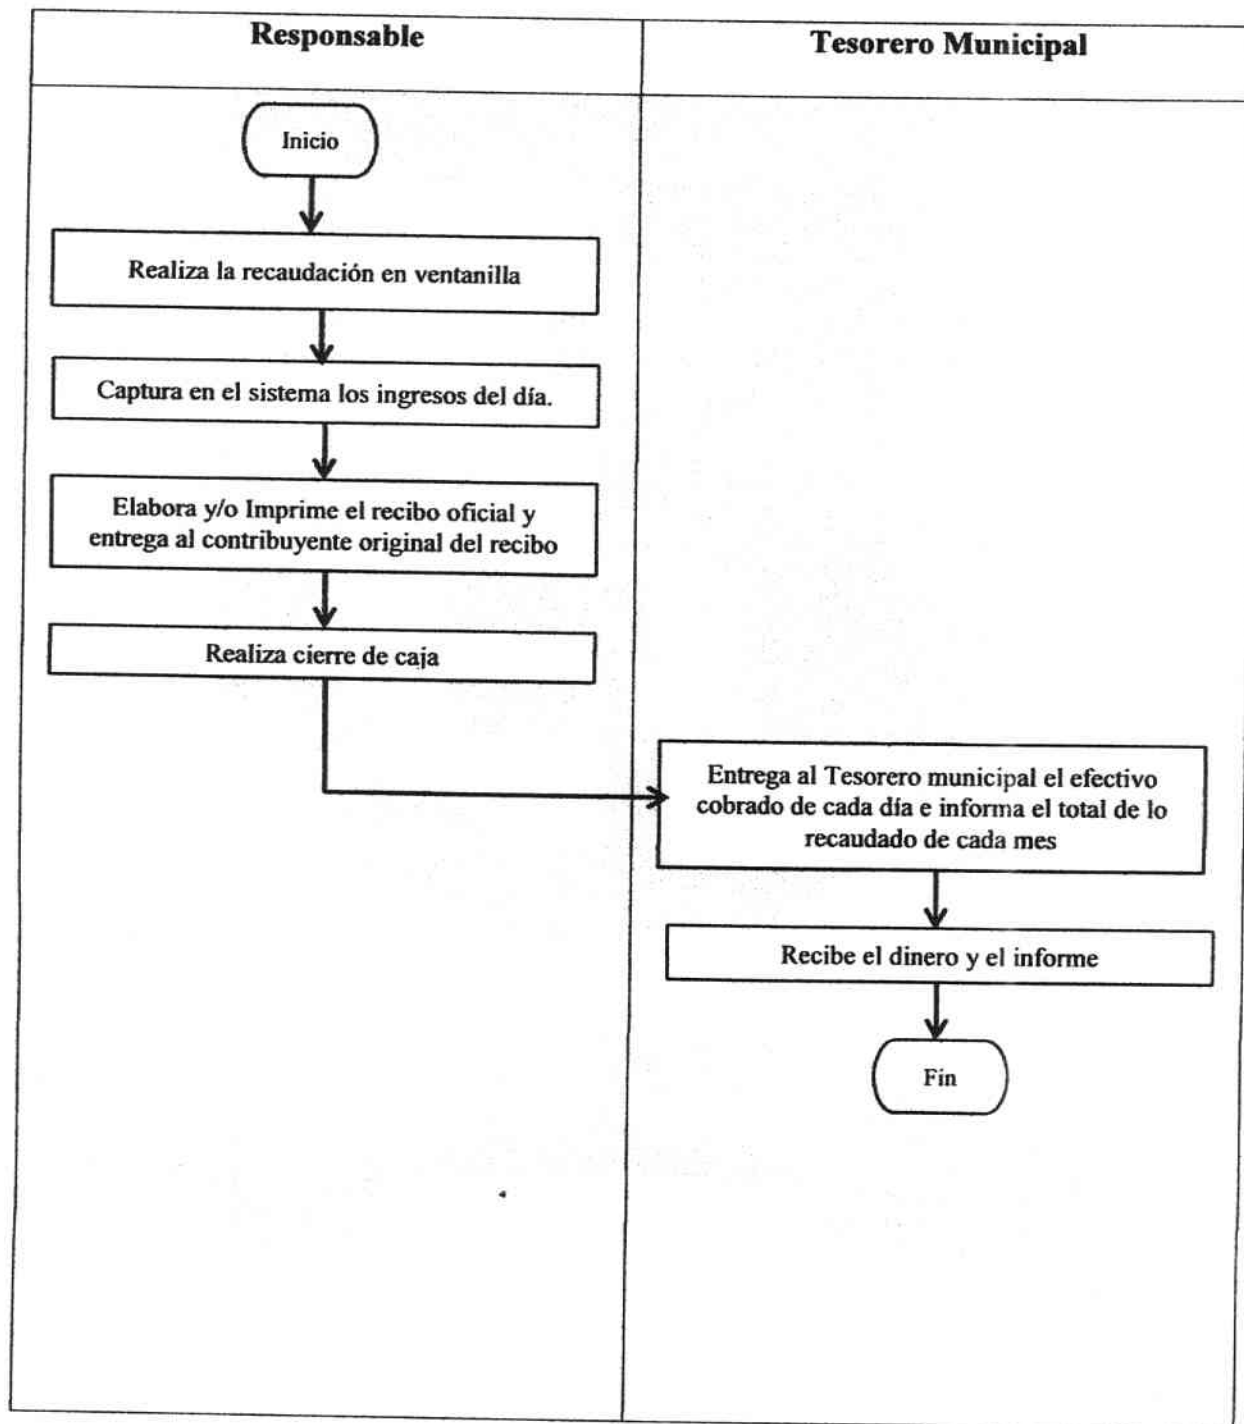 Responsable
Tesorero Municipal
Inicio
Realiza la recaudación en ventanilla
Captura en el sistema los ingresos del día.
Elabora y/o Imprime el recibo oficial y
entrega al contribuyente original del recibo
Realiza cierre de caja
Entrega al Tesorero municipal el efectivo
cobrado de cada día e informa el total de lo
recaudado de cada mes
Recibe el dinero y el informe
Fin